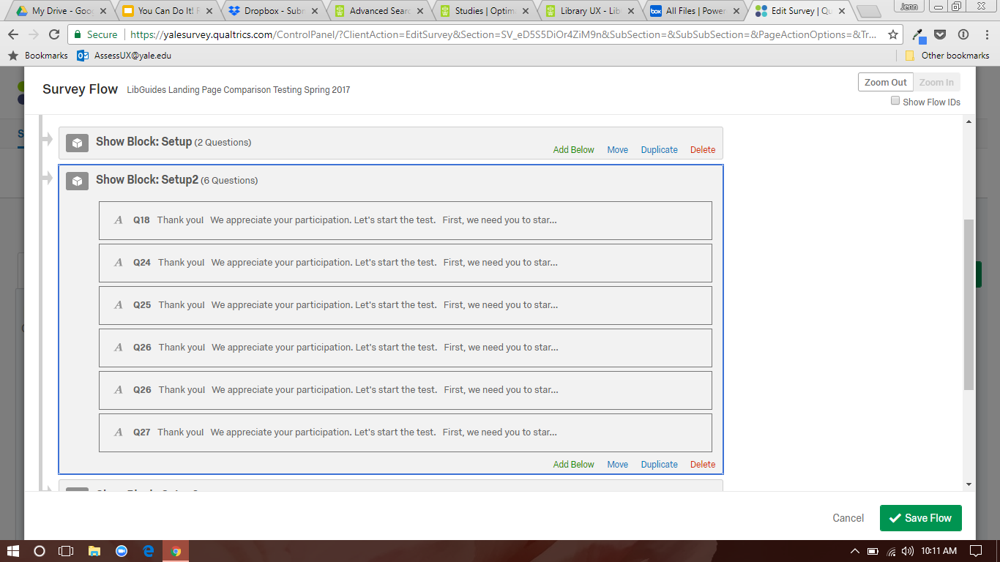 My Drive - Goog
You Can Do It! F
Dropbox - Subm
Advanced Searc
Studies | Optim
Library UX - Lib
All Files | Power
Edit Survey | Qu
Jenn
Secure
https://yalesurvey.qualtrics.com/ControlPanel/?ClientAction=EditSurvey&Section=SV_eD5S5DiOr4ZiM9n&SubSection=&SubSubSection=&PageActionOptions=&Tr...
Bookmarks
AssessUX@yale.edu
Other bookmarks
Survey Flow
LibGuides Landing Page Comparison Testing Spring 2017
Zoom Out
Zoom In
Show Flow IDs
Show Block: Setup (2 Questions)
Add Below Move Duplicate Delete
Show Block: Setup2 (6 Questions)
A Q18 Thank you! We appreciate your participation. Let's start the test. First, we need you to star...
A Q24 Thank you! We appreciate your participation. Let's start the test. First, we need you to star...
A Q25 Thank you! We appreciate your participation. Let's start the test. First, we need you to star...
A Q26 Thank you! We appreciate your participation. Let's start the test. First, we need you to star...
A Q26 Thank you! We appreciate your participation. Let's start the test. First, we need you to star...
A Q27 Thank you! We appreciate your participation. Let's start the test. First, we need you to star...
Add Below Move Duplicate Delete
Cancel
Save Flow
10:11 AM